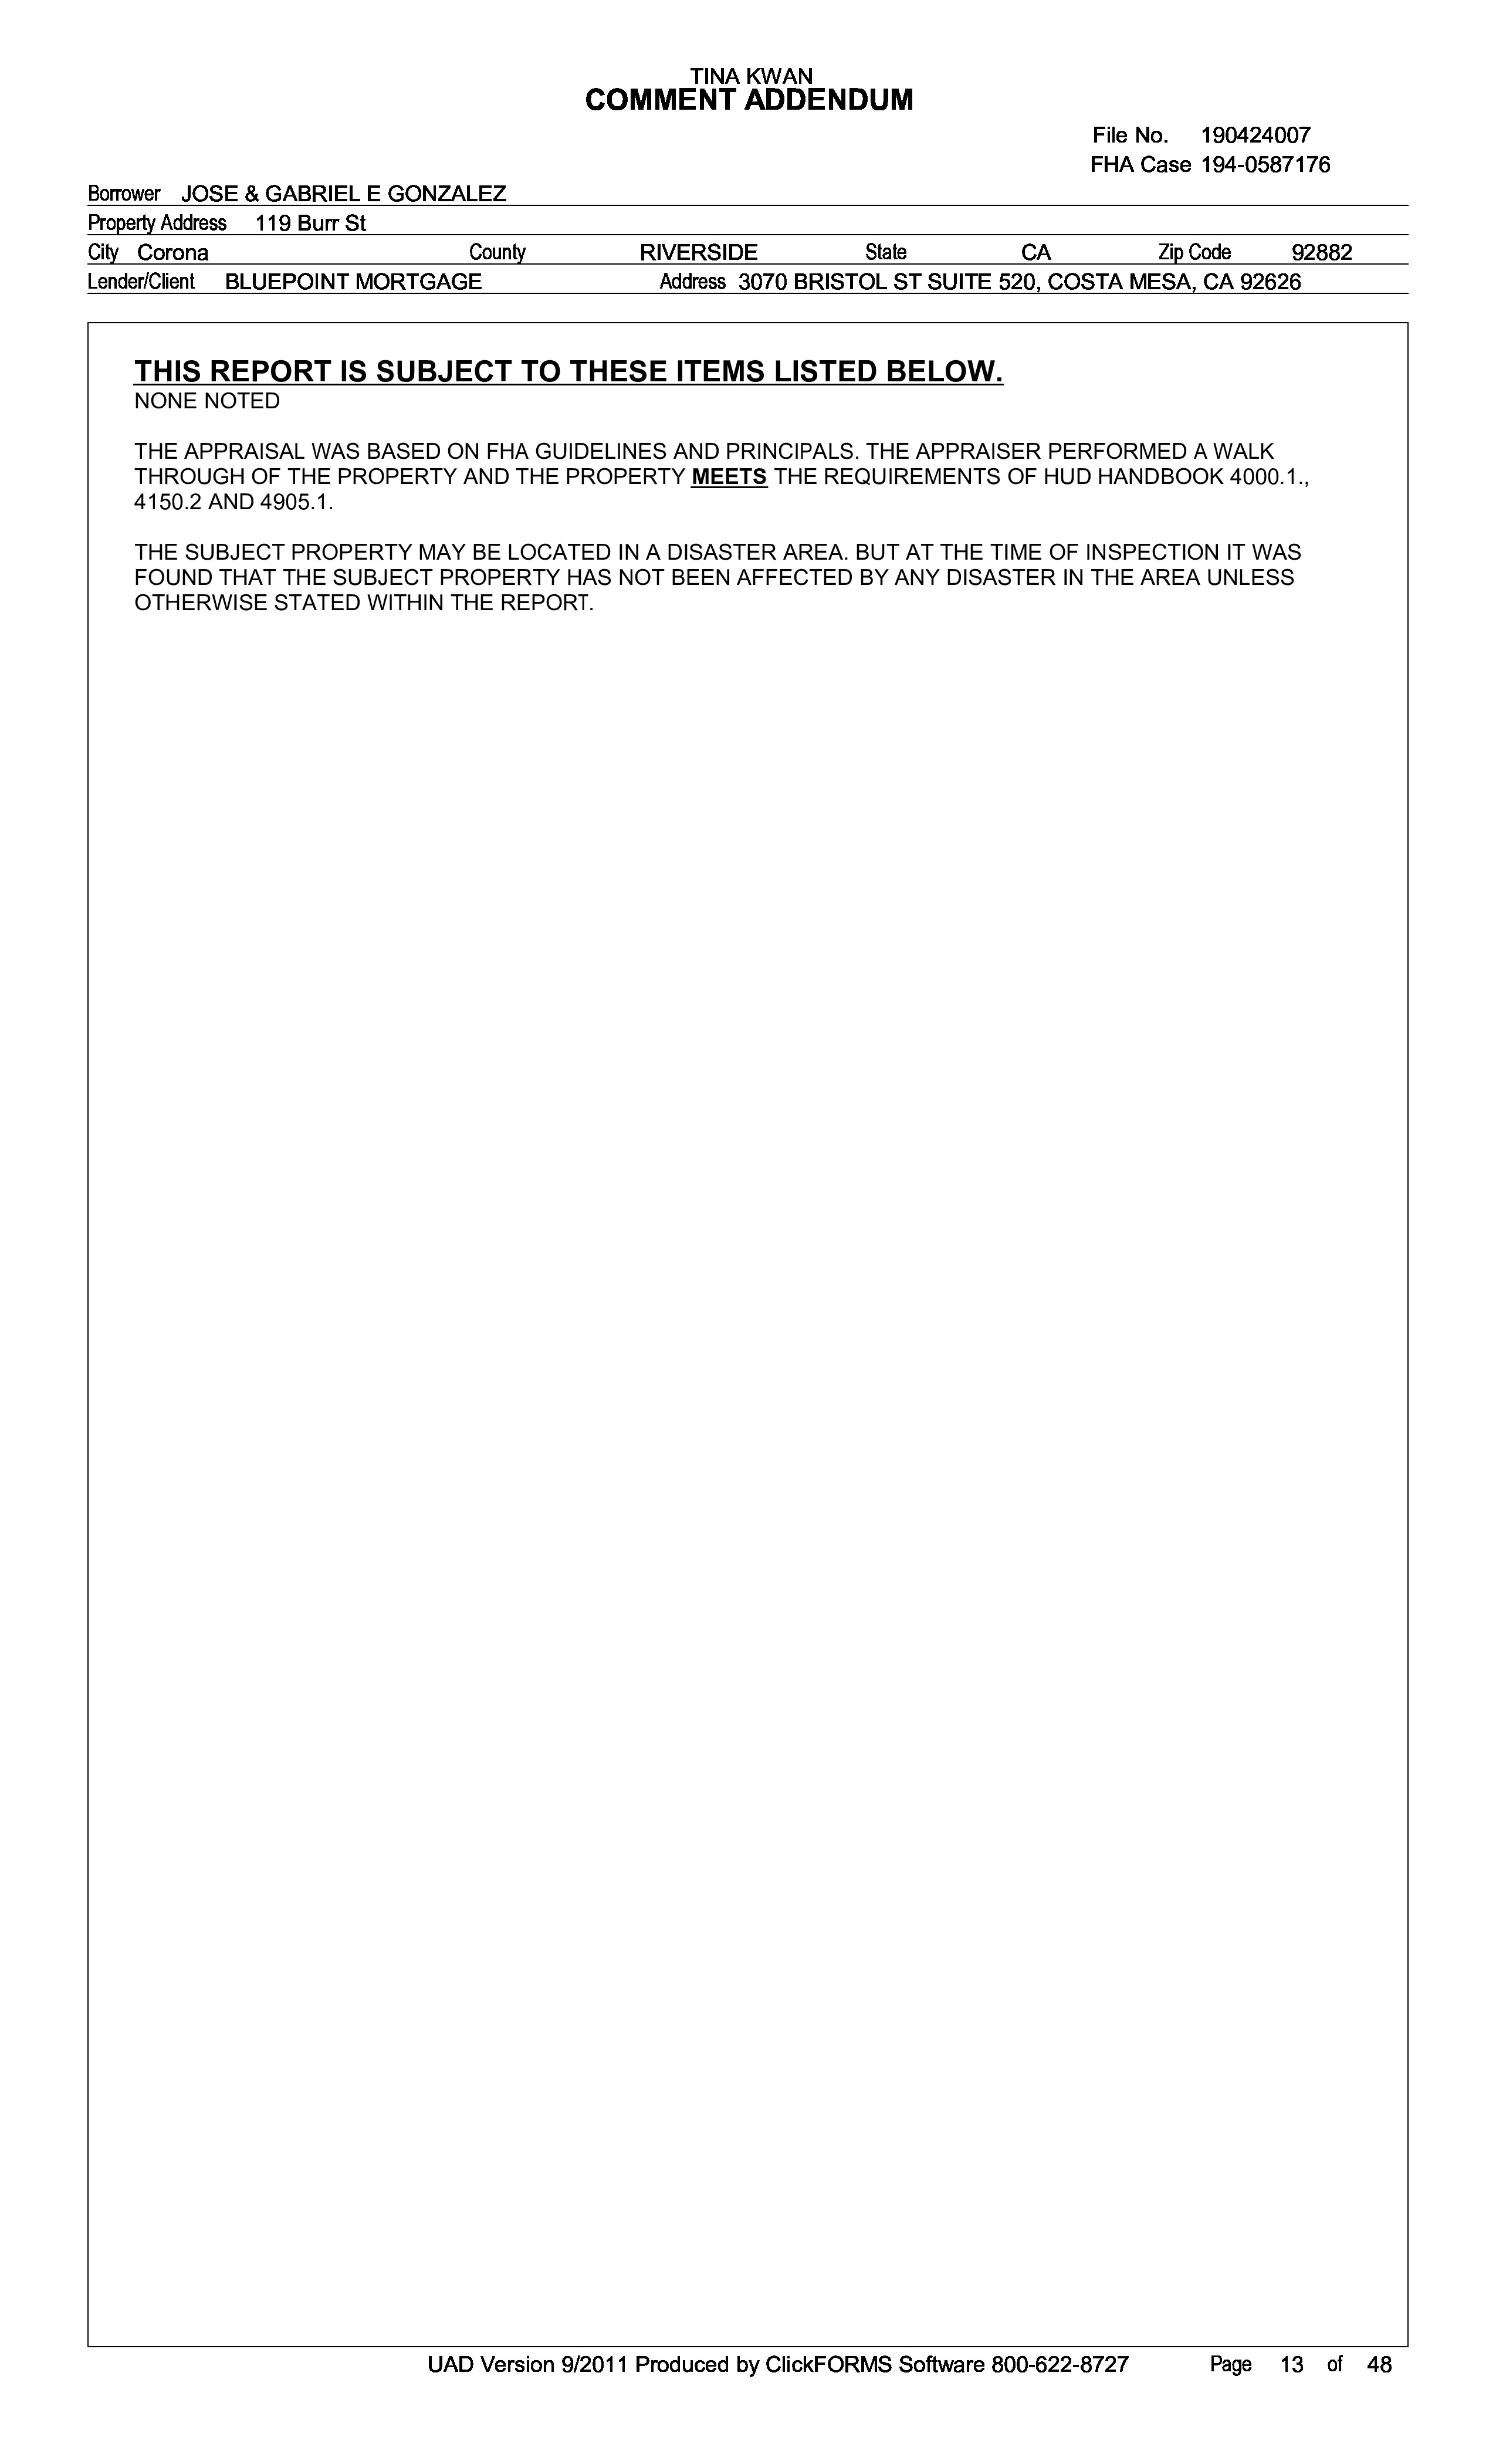 TINA KWAN
COMMENT ADDENDUM
File No. 190424007
FHA Case 194-0587176
Borrower JOSE & GABRIEL E GONZALEZ
Property Address 119 Burr St
City Corona County RIVERSIDE State CA Zip Code 92882
Lender/Client BLUEPOINT MORTGAGE Address 3070 BRISTOL ST SUITE 520, COSTA MESA, CA 92626
THIS REPORT IS SUBJECT TO THESE ITEMS LISTED BELOW.
NONE NOTED
THE APPRAISAL WAS BASED ON FHA GUIDELINES AND PRINCIPALS. THE APPRAISER PERFORMED A WALK
THROUGH OF THE PROPERTY AND THE PROPERTY MEETS THE REQUIREMENTS OF HUD HANDBOOK 4000.1.,
4150.2 AND 4905.1.
THE SUBJECT PROPERTY MAY BE LOCATED IN A DISASTER AREA. BUT AT THE TIME OF INSPECTION IT WAS
FOUND THAT THE SUBJECT PROPERTY HAS NOT BEEN AFFECTED BY ANY DISASTER IN THE AREA UNLESS
OTHERWISE STATED WITHIN THE REPORT.
UAD Version 9/2011 Produced by ClickFORMS Software 800-622-8727 Page 13 of 48